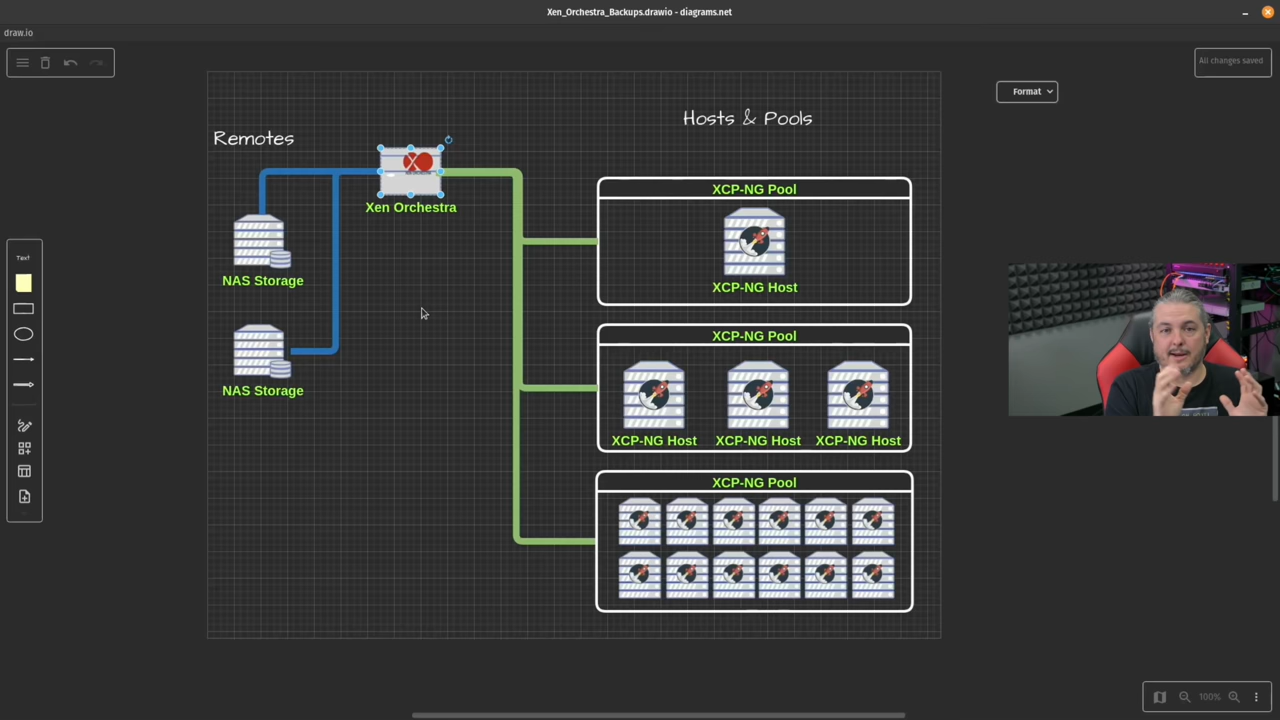 Xen_Orchestra_Backups.drawio - diagrams.net
draw.io
All changes saved
Format
Hosts & Pools
Remotes
XCP-NG Pool
Xen Orchestra
XCP-NG Host
NAS Storage
XCP-NG Pool
NAS Storage
XCP-NG Host XCP-NG Host XCP-NG Host
XCP-NG Pool
Text
100%